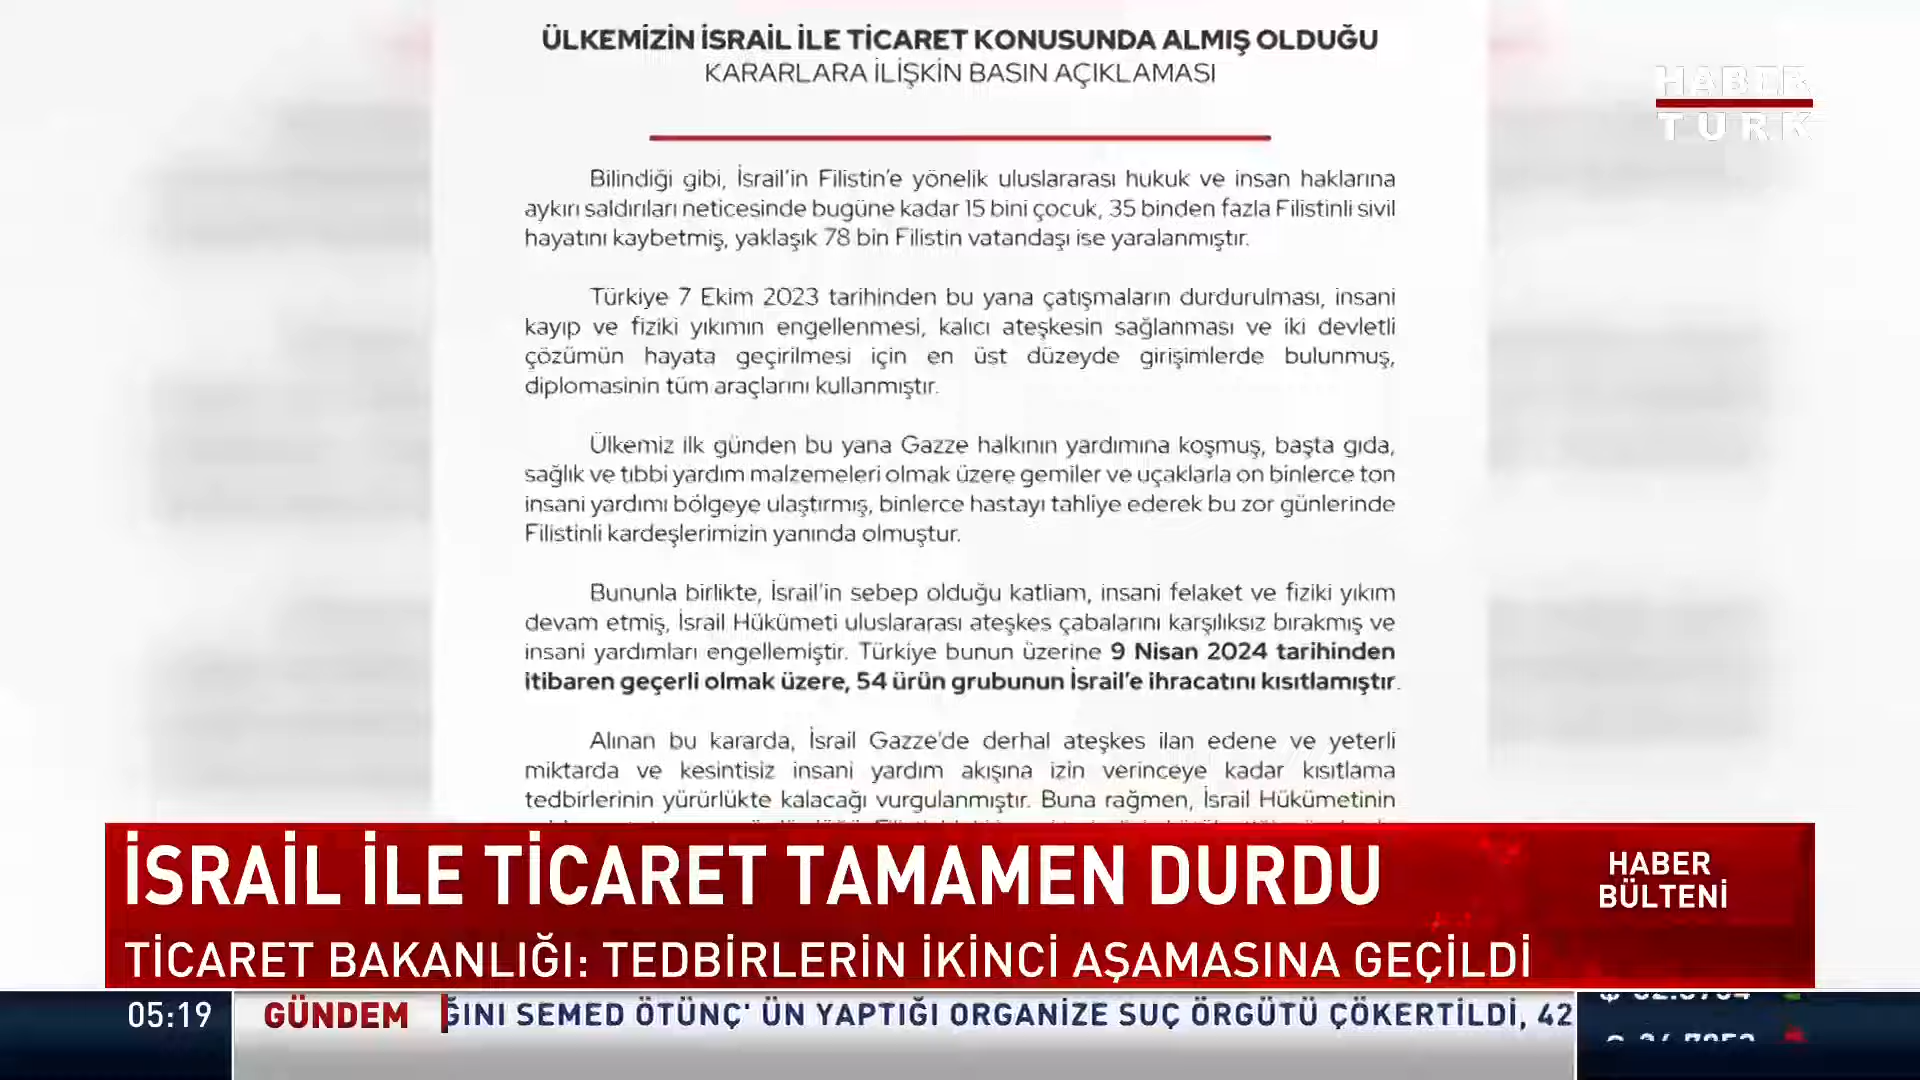 ÜLKEMİZİN İSRAİL İLE TİCARET KONUSUNDA ALMIŞ OLDUĞU
KARARLARA İLİŞKİN BASIN AÇIKLAMASI
HABER
TÜRK
Bilindiği gibi, İsrail'in Filistin'e yönelik uluslararası hukuk ve insan haklarına
aykırı saldırıları neticesinde bugüne kadar 15 bini çocuk, 35 binden fazla Filistinli sivil
hayatını kaybetmiş, yaklaşık 78 bin Filistin vatandaşı ise yaralanmıştır.
Türkiye 7 Ekim 2023 tarihinden bu yana çatışmaların durdurulması, insani
kayıp ve fiziki yıkımın engellenmesi, kalıcı ateşkesin sağlanması ve iki devletli
çözümün hayata geçirilmesi için en üst düzeyde girişimlerde bulunmuş,
diplomasinin tüm araçlarını kullanmıştır.
Ülkemiz ilk günden bu yana Gazze halkının yardımına koşmuş, başta gıda,
sağlık ve tıbbi yardım malzemeleri olmak üzere gemiler ve uçaklarla on binlerce ton
insani yardımı bölgeye ulaştırmış, binlerce hastayı tahliye ederek bu zor günlerinde
Filistinli kardeşlerimizin yanında olmuştur.
Bununla birlikte, İsrail'in sebep olduğu katliam, insani felaket ve fiziki yıkım
devam etmiş, İsrail Hükümeti uluslararası ateşkes çabalarını karşılıksız bırakmış ve
insani yardımları engellemiştir. Türkiye bunun üzerine 9 Nisan 2024 tarihinden
itibaren geçerli olmak üzere, 54 ürün grubunun İsrail'e ihracatını kısıtlamıştır.
Alınan bu kararda, İsrail Gazze'de derhal ateşkes ilan edene ve yeterli
miktarda ve kesintisiz insani yardım akışına izin verinceye kadar kısıtlama
tedbirlerinin yürürlükte kalacağı vurgulanmıştır. Buna rağmen, İsrail Hükümetinin
İSRAİL İLE TİCARET TAMAMEN DURDU
HABER
BÜLTENİ
TİCARET BAKANLIĞI: TEDBİRLERİN İKİNCİ AŞAMASINA GEÇİLDİ
05:19
GÜNDEM
ĞINI SEMED ÖTÜNÇ' ÜN YAPTIĞI ORGANİZE SUÇ ÖRGÜTÜ ÇÖKERTİLDİ, 42